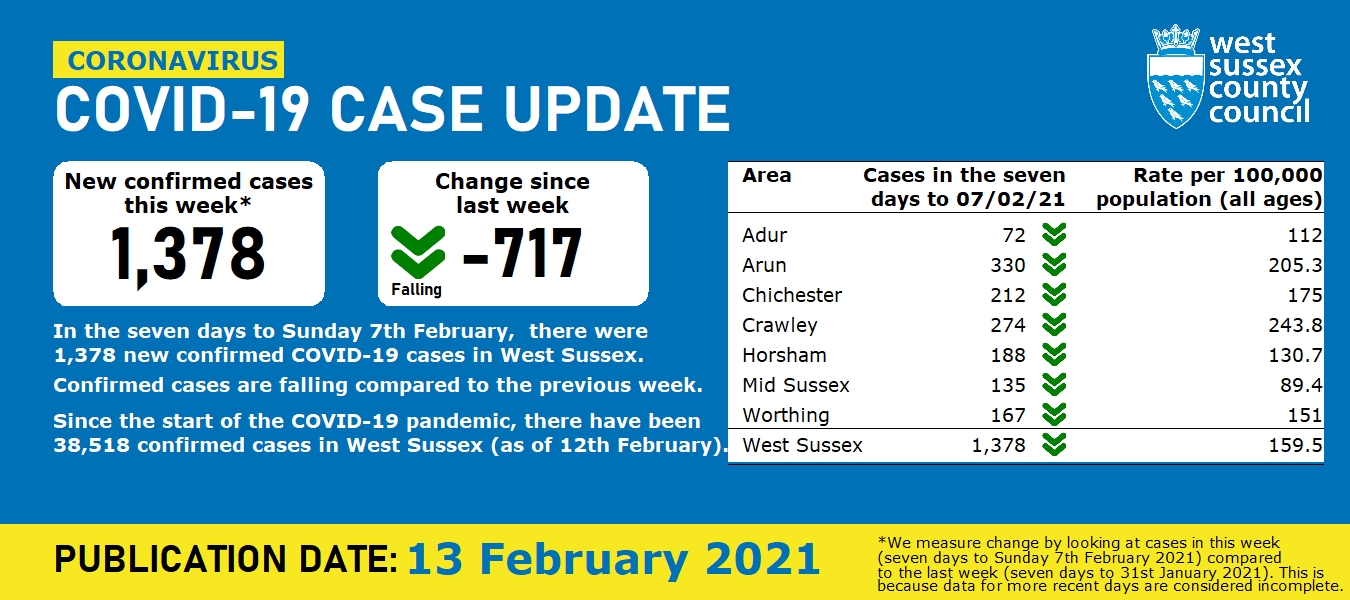 CORONAVIRUS
COVID-19 CASE UPDATE
west
sussex
county
council
New confirmed cases
this week*
1,378
Change since
last week
-717
Falling
In the seven days to Sunday 7th February,  there were
1,378 new confirmed COVID-19 cases in West Sussex.
Confirmed cases are falling compared to the previous week.
Since the start of the COVID-19 pandemic, there have been
38,518 confirmed cases in West Sussex (as of 12th February).
Area Cases in the seven days to 07/02/21 Rate per 100,000 population (all ages)
Adur 72 112
Arun 330 205.3
Chichester 212 175
Crawley 274 243.8
Horsham 188 130.7
Mid Sussex 135 89.4
Worthing 167 151
West Sussex 1,378 159.5
PUBLICATION DATE: 13 February 2021
*We measure change by looking at cases in this week
(seven days to Sunday 7th February 2021) compared
to the last week (seven days to 31st January 2021). This is
because data for more recent days are considered incomplete.